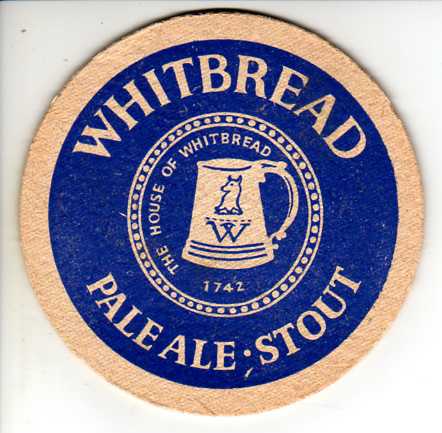 WHITBREAD
THE HOUSE OF WHITBREAD
W
1742
PALE ALE · STOUT